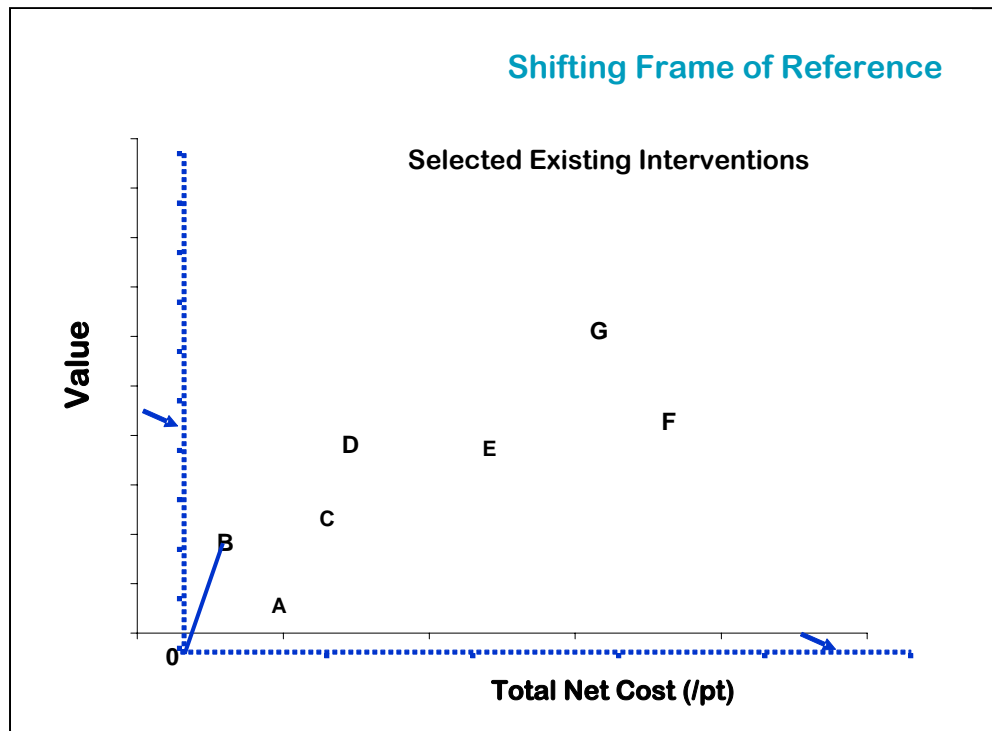 Shifting Frame of Reference
Selected Existing Interventions
Value
G
F
D
E
C
B
A
0
Total Net Cost (/pt)